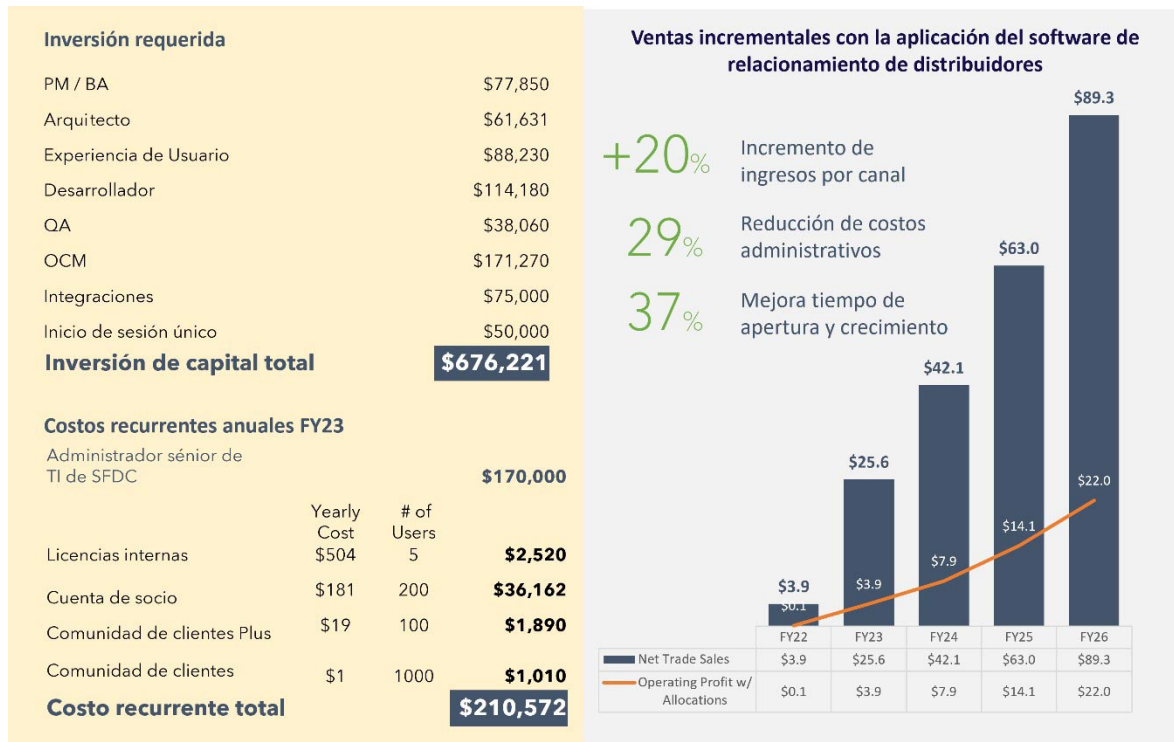 Inversión requerida
PM / BA $77,850
Arquitecto $61,631
Experiencia de Usuario $88,230
Desarrollador $114,180
QA $38,060
OCM $171,270
Integraciones $75,000
Inicio de sesión único $50,000
Inversión de capital total $676,221
Costos recurrentes anuales FY23
Administrador sénior de
TI de SFDC $170,000
Yearly # of
Cost Users
Licencias internas $504 5 $2,520
Cuenta de socio $181 200 $36,162
Comunidad de clientes Plus $19 100 $1,890
Comunidad de clientes $1 1000 $1,010
Costo recurrente total $210,572
Ventas incrementales con la aplicación del software de
relacionamiento de distribuidores
+20% Incremento de
ingresos por canal
29% Reducción de costos
administrativos
37% Mejora tiempo de
apertura y crecimiento
$89.3
$63.0
$42.1
$25.6
$3.9
$22.0
$14.1
$7.9
$3.9
$0.1
FY22 FY23 FY24 FY25 FY26
Net Trade Sales $3.9 $25.6 $42.1 $63.0 $89.3
Operating Profit w/
Allocations $0.1 $3.9 $7.9 $14.1 $22.0